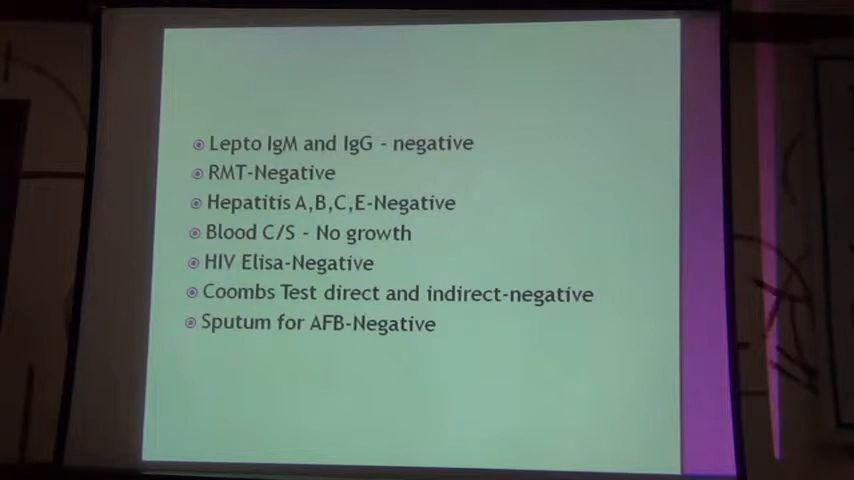 Lepto IgM and IgG - negative
RMT-Negative
Hepatitis A,B,C,E-Negative
Blood C/S - No growth
HIV Elisa-Negative
Coombs Test direct and indirect-negative
Sputum for AFB-Negative